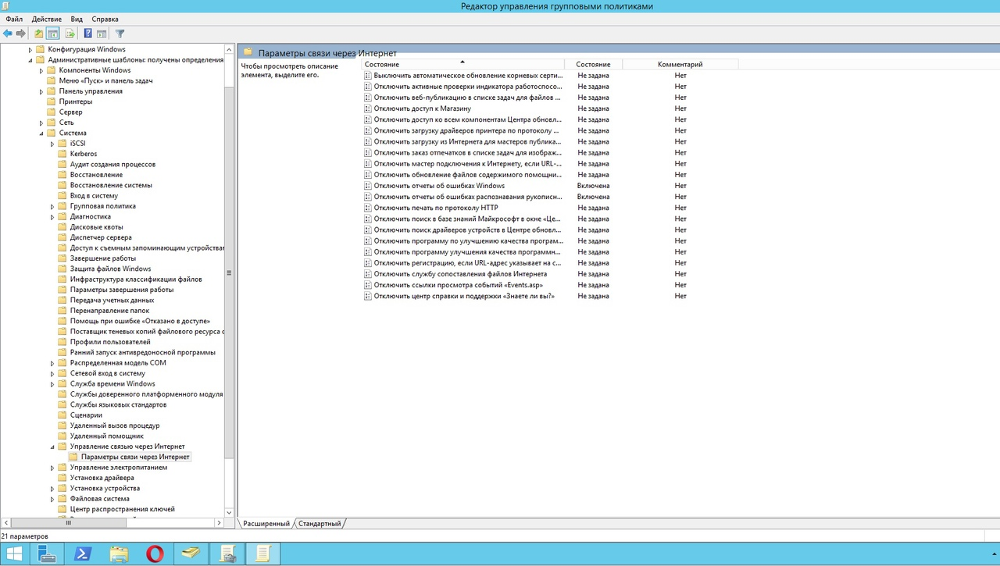 Редактор управления групповыми политиками
Файл Действие Вид Справка
Конфигурация Windows
Административные шаблоны: получены определения
Компоненты Windows
Меню «Пуск» и панель задач
Панель управления
Принтеры
Сервер
Сеть
Система
iSCSI
Kerberos
Аудит создания процессов
Восстановление
Восстановление системы
Вход в систему
Групповая политика
Диагностика
Дисковые квоты
Диспетчер сервера
Доступ к съемным запоминающим устройствам
Завершение работы
Защита файлов Windows
Инфраструктура классификации файлов
Параметры завершения работы
Передача учетных данных
Перенаправление папок
Помощь при ошибке «Отказано в доступе»
Поставщик теневых копий файлового ресурса с
Профили пользователей
Ранний запуск антивредоносной программы
Распределенная модель COM
Сетевой вход в систему
Служба времени Windows
Службы доверенного платформенного модуля
Службы языковых стандартов
Сценарии
Удаленный вызов процедур
Удаленный помощник
Управление связью через Интернет
Параметры связи через Интернет
Управление электропитанием
Установка драйвера
Установка устройства
Файловая система
Центр распространения ключей
Параметры связи через Интернет
Чтобы просмотреть описание
элемента, выделите его.
Состояние Состояние Комментарий
Выключить автоматическое обновление корневых серти... Не задана Нет
Отключить активные проверки индикатора работоспосо... Не задана Нет
Отключить веб-публикацию в списке задач для файлов ... Не задана Нет
Отключить доступ к Магазину Не задана Нет
Отключить доступ ко всем компонентам Центра обновл... Не задана Нет
Отключить загрузку драйверов принтера по протоколу ... Не задана Нет
Отключить загрузку из Интернета для мастеров публика... Не задана Нет
Отключить заказ отпечатков в списке задач для изображ... Не задана Нет
Отключить мастер подключения к Интернету, если URL-... Не задана Нет
Отключить обновление файлов содержимого помощни... Не задана Нет
Отключить отчеты об ошибках Windows Включена Нет
Отключить отчеты об ошибках распознавания рукописн... Включена Нет
Отключить печать по протоколу HTTP Не задана Нет
Отключить поиск в базе знаний Майкрософт в окне «Це... Не задана Нет
Отключить поиск драйверов устройств в Центре обновл... Не задана Нет
Отключить программу по улучшению качества програм... Не задана Нет
Отключить программу улучшения качества программн... Не задана Нет
Отключить регистрацию, если URL-адрес указывает на с... Не задана Нет
Отключить службу сопоставления файлов Интернета Не задана Нет
Отключить ссылки просмотра событий «Events.asp» Не задана Нет
Отключить центр справки и поддержки «Знаете ли вы?» Не задана Нет
Расширенный Стандартный
21 параметров